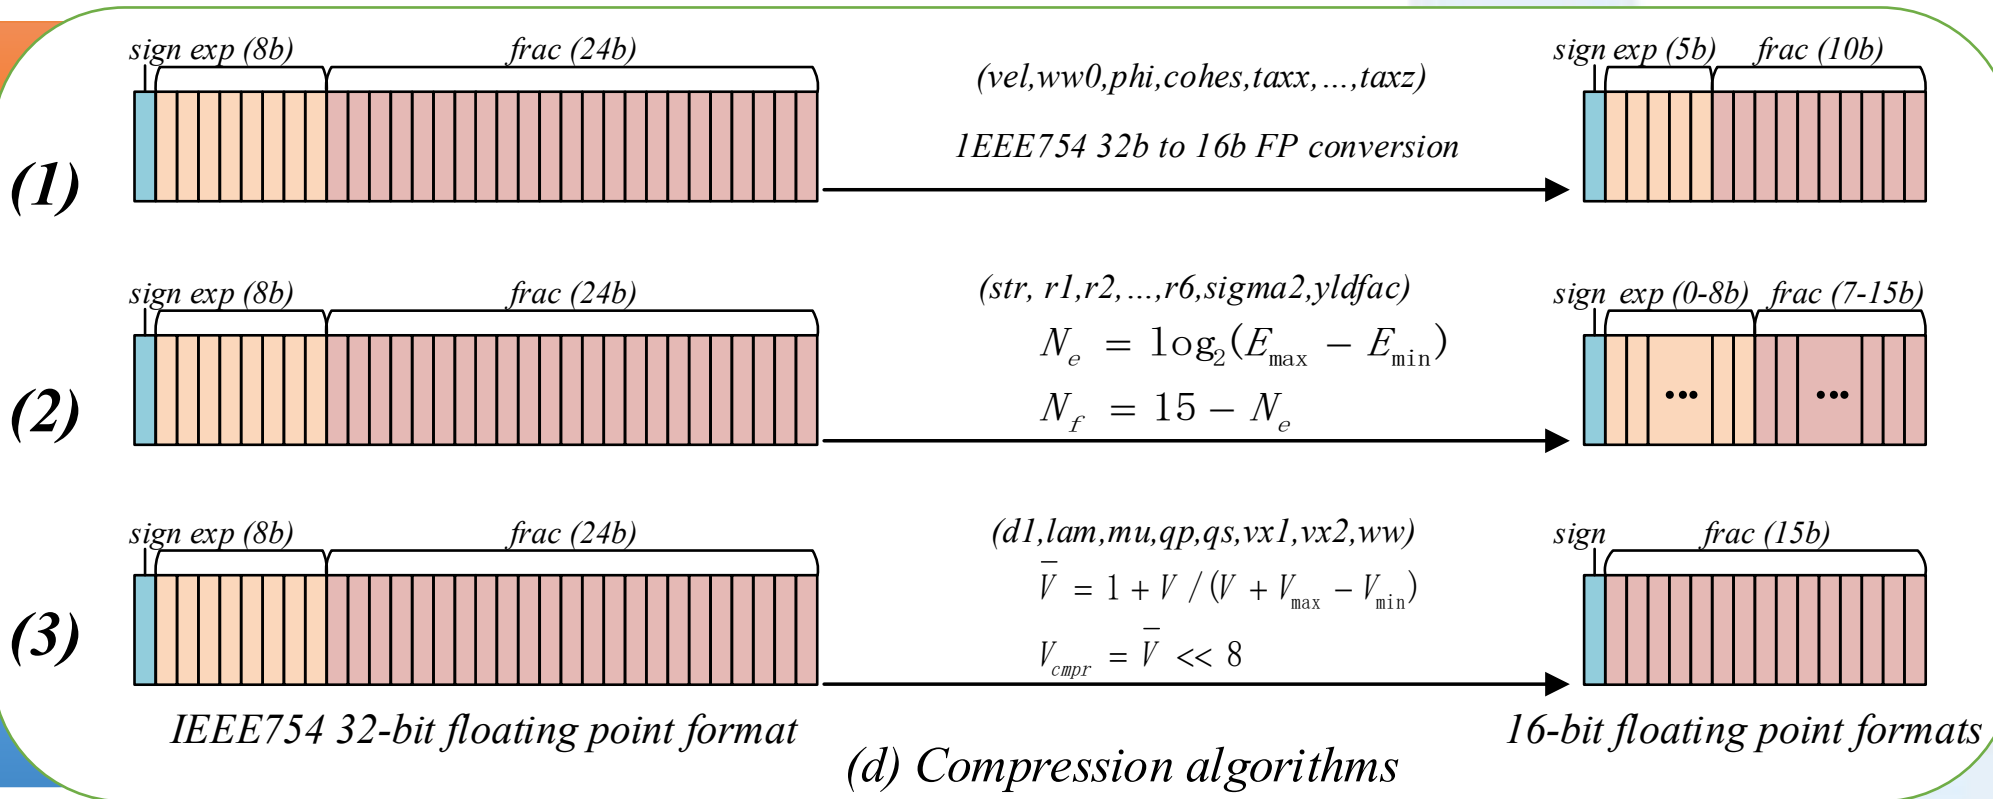 sign exp (8b) frac (24b) (vel,ww0,phi,cohes,taxx,...,taxz) sign exp (5b) frac (10b)
(1) 1EEE754 32b to 16b FP conversion
sign exp (8b) frac (24b) (str, r1,r2,...,r6,sigma2,yldfac) sign exp (0-8b) frac (7-15b)
N_e = log_2(E_max − E_min)
(2) N_f = 15 − N_e ... ...
sign exp (8b) frac (24b) (d1,lam,mu,qp,qs,vx1,vx2,ww) sign frac (15b)
V̅ = 1 + V / (V + V_max − V_min)
(3) V_cmpr = V̅ << 8
IEEE754 32-bit floating point format 16-bit floating point formats
(d) Compression algorithms